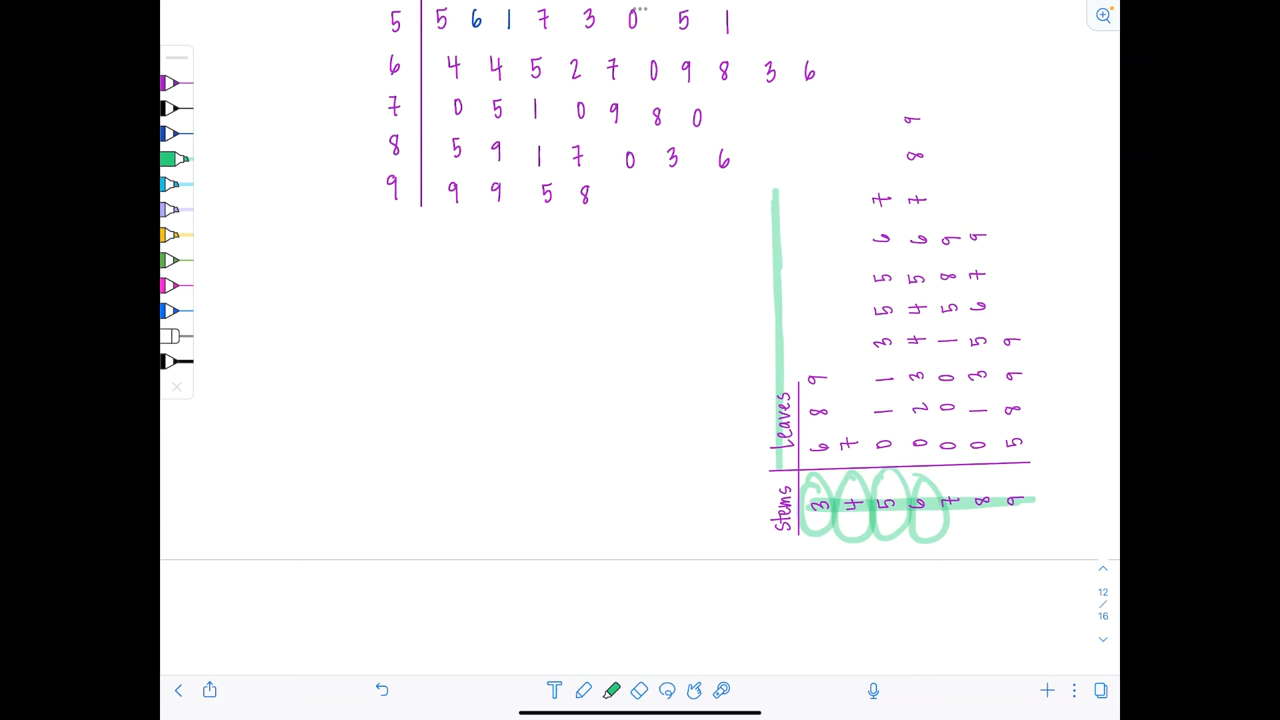 5 5 6 1 7 3 0 5 1
6 4 4 5 2 7 0 9 8 3 6
7 0 5 1 0 9 8 0
8 5 9 1 7 0 3 6
9 9 9 5 8
Stems Leaves
3 6 8 9
4 7
5 0 1 1 3 5 5 6 7
6 0 2 3 4 4 5 6 7 8 9
7 0 0 0 1 5 8 9
8 0 1 3 5 6 7 9
9 5 8 9 9
12
/
16